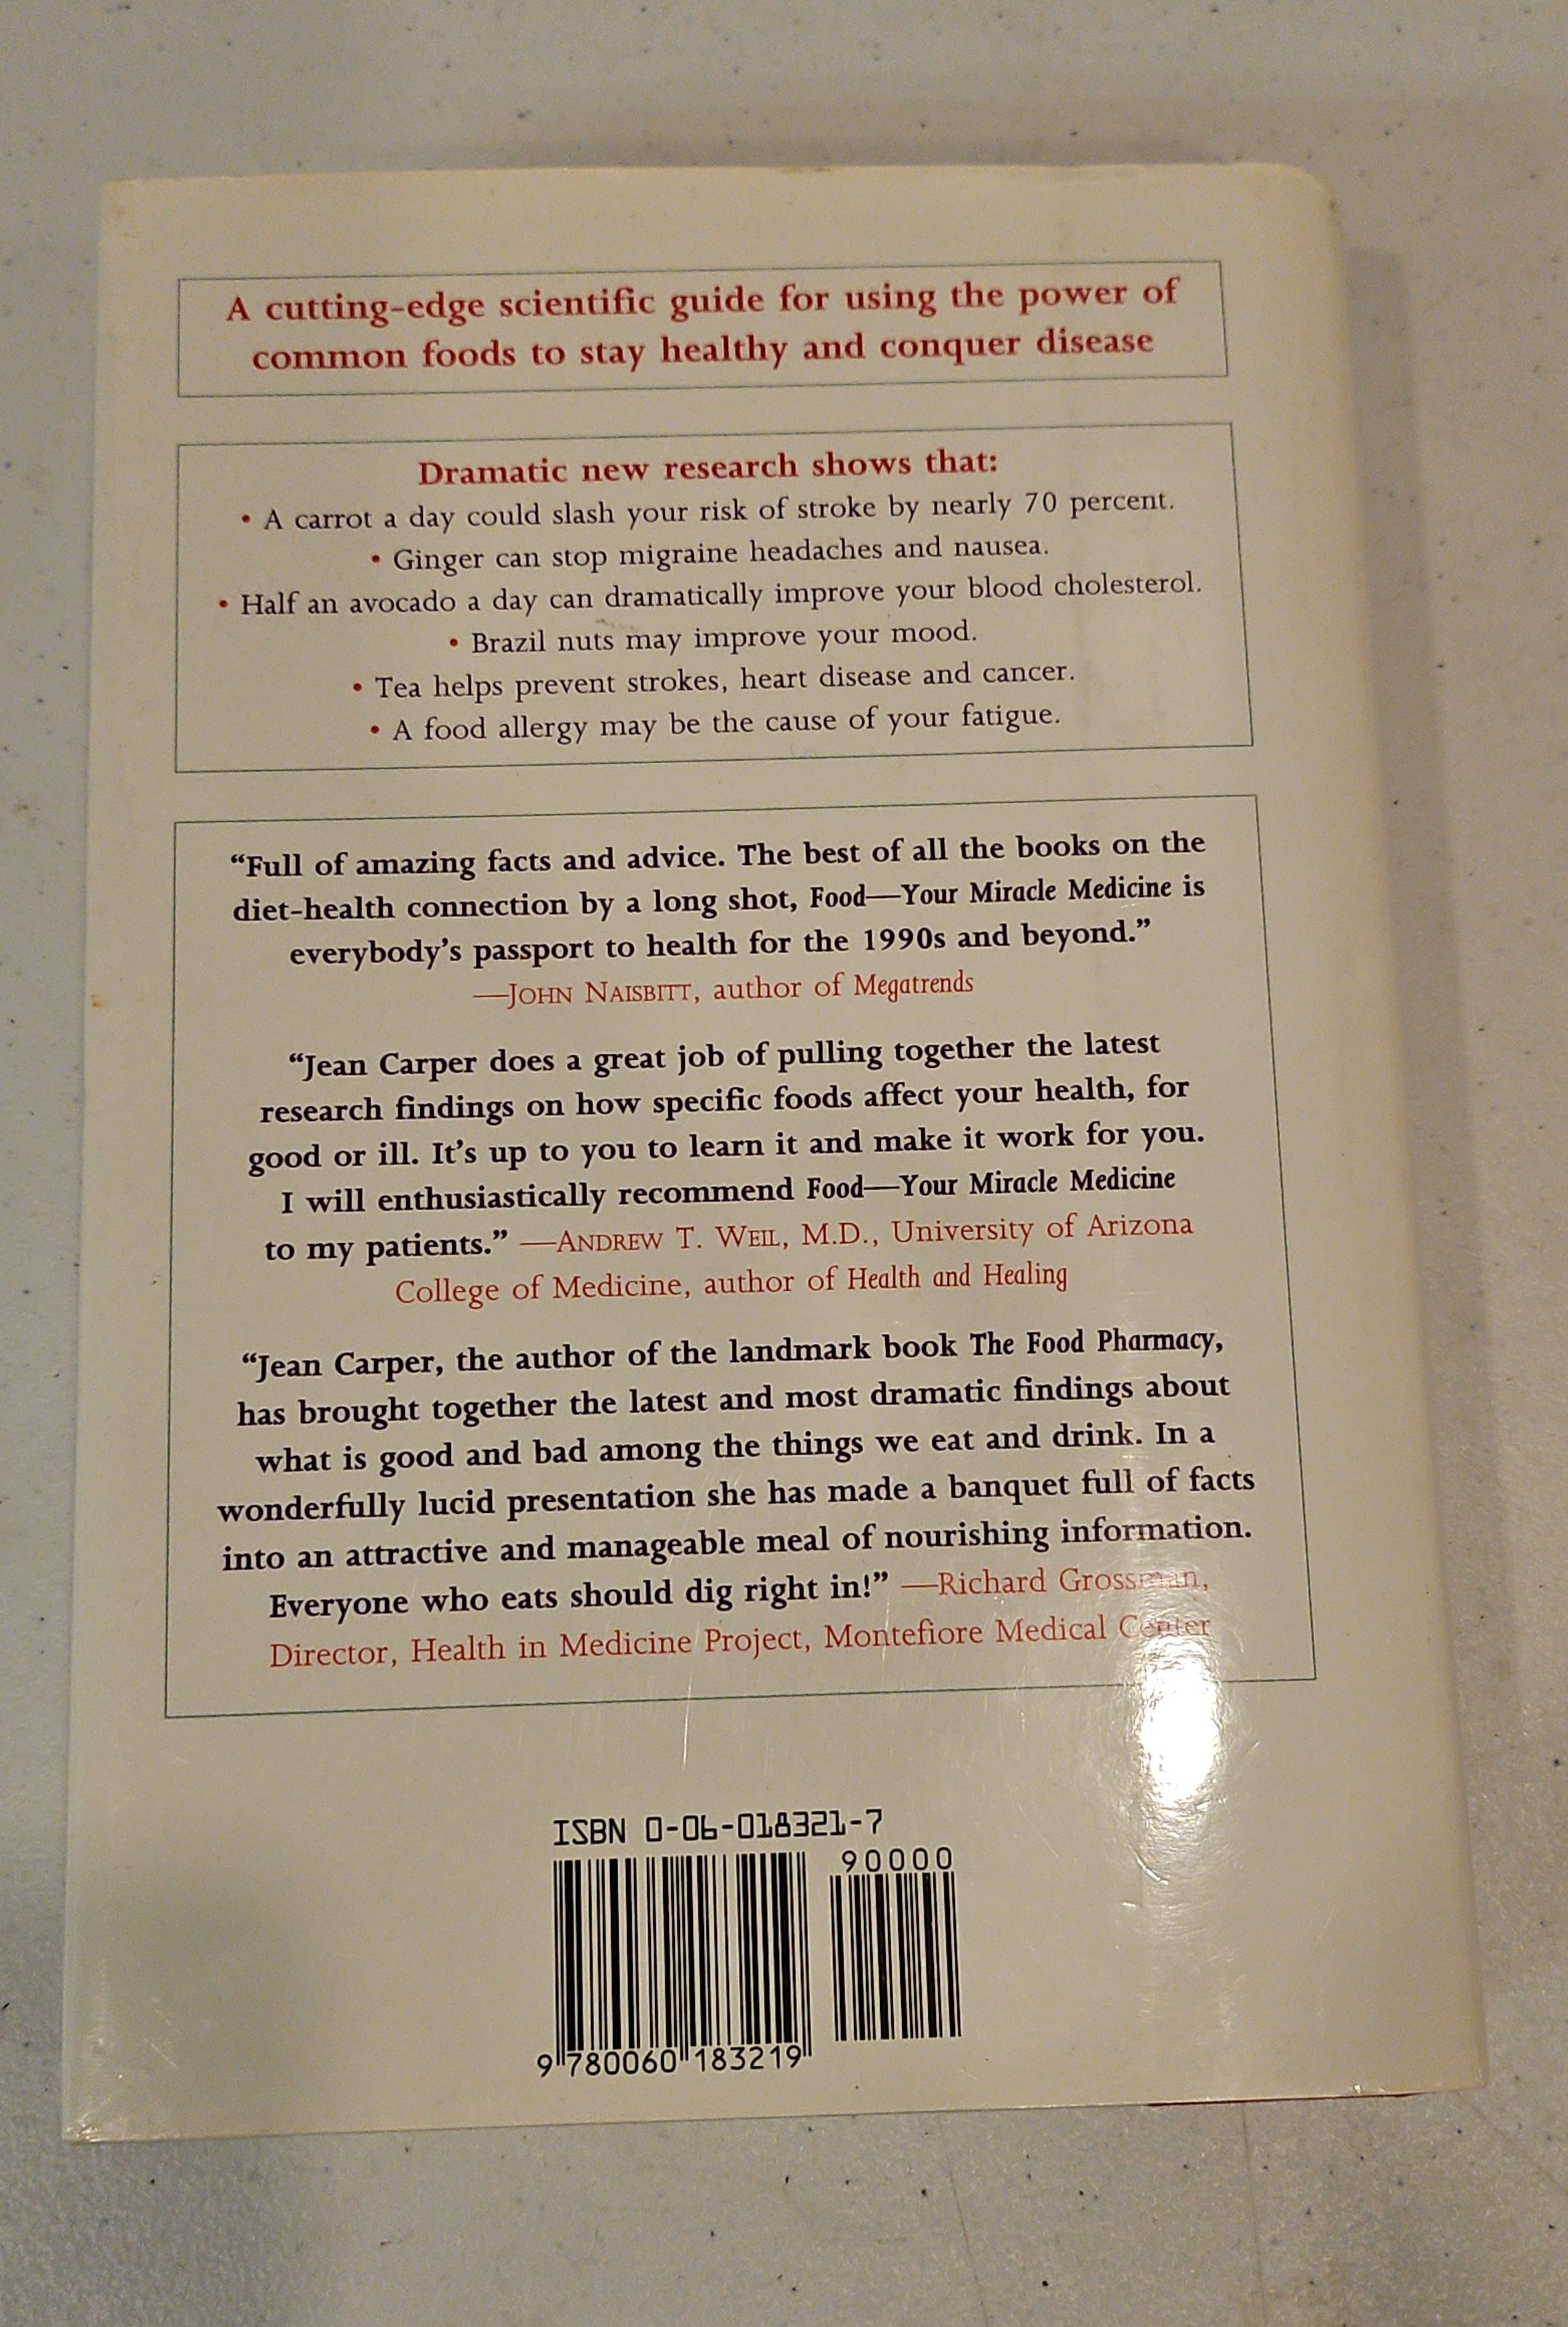 A cutting-edge scientific guide for using the power of
common foods to stay healthy and conquer disease
Dramatic new research shows that:
• A carrot a day could slash your risk of stroke by nearly 70 percent.
• Ginger can stop migraine headaches and nausea.
• Half an avocado a day can dramatically improve your blood cholesterol.
• Brazil nuts may improve your mood.
• Tea helps prevent strokes, heart disease and cancer.
• A food allergy may be the cause of your fatigue.
“Full of amazing facts and advice. The best of all the books on the
diet-health connection by a long shot, Food—Your Miracle Medicine is
everybody’s passport to health for the 1990s and beyond.”
—JOHN NAISBITT, author of Megatrends
“Jean Carper does a great job of pulling together the latest
research findings on how specific foods affect your health, for
good or ill. It’s up to you to learn it and make it work for you.
I will enthusiastically recommend Food—Your Miracle Medicine
to my patients.” —ANDREW T. WEIL, M.D., University of Arizona
College of Medicine, author of Health and Healing
“Jean Carper, the author of the landmark book The Food Pharmacy,
has brought together the latest and most dramatic findings about
what is good and bad among the things we eat and drink. In a
wonderfully lucid presentation she has made a banquet full of facts
into an attractive and manageable meal of nourishing information.
Everyone who eats should dig right in!” —Richard Grossman,
Director, Health in Medicine Project, Montefiore Medical Center
ISBN 0-06-018321-7
90000
9 780060 183219